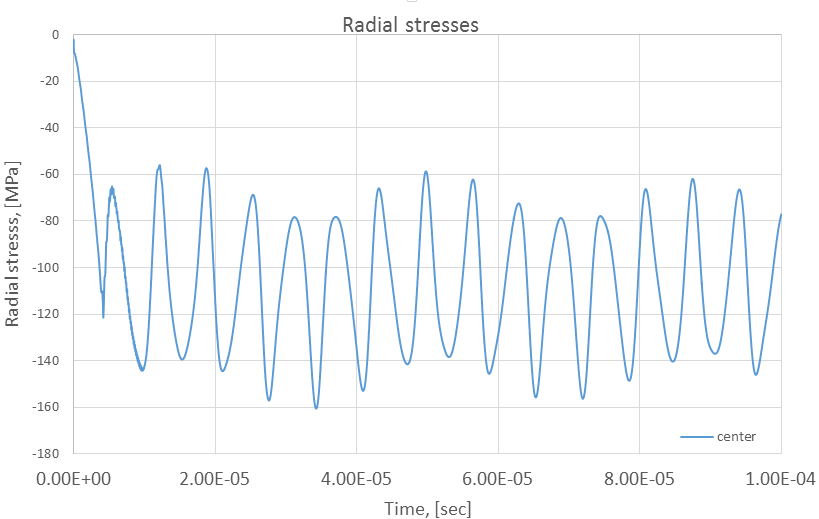 Radial stresses
0
-20
-40
-60
-80
-100
-120
-140
-160
-180
Radial stresss, [MPa]
center
0.00E+00 2.00E-05 4.00E-05 6.00E-05 8.00E-05 1.00E-04
Time, [sec]